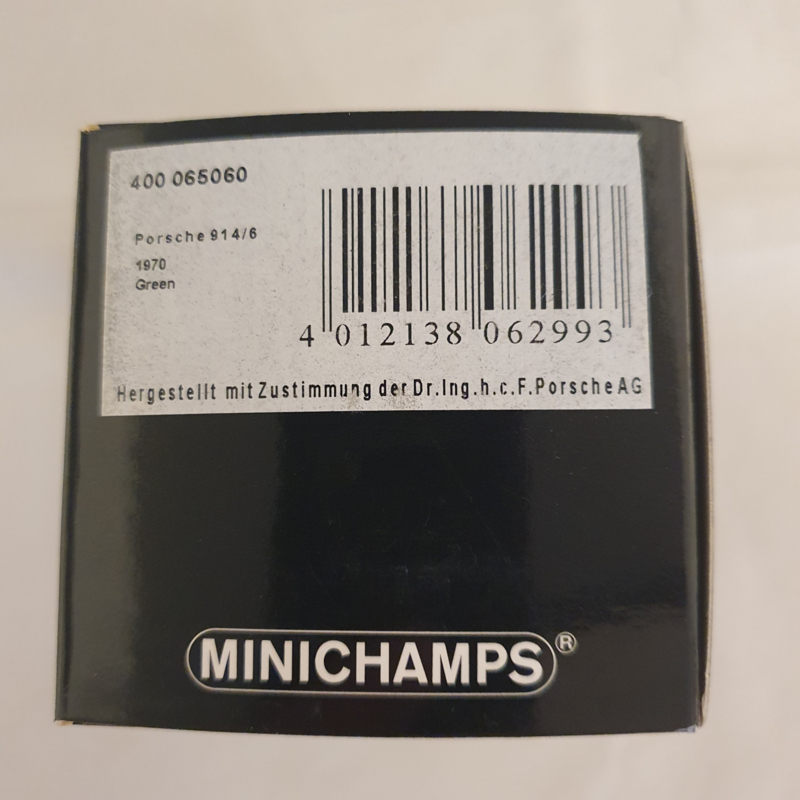 400 065060
Porsche 914/6
1970
Green
4 012138 062993
Hergestellt mit Zustimmung der Dr.Ing.h.c.F.Porsche AG
MINICHAMPS®